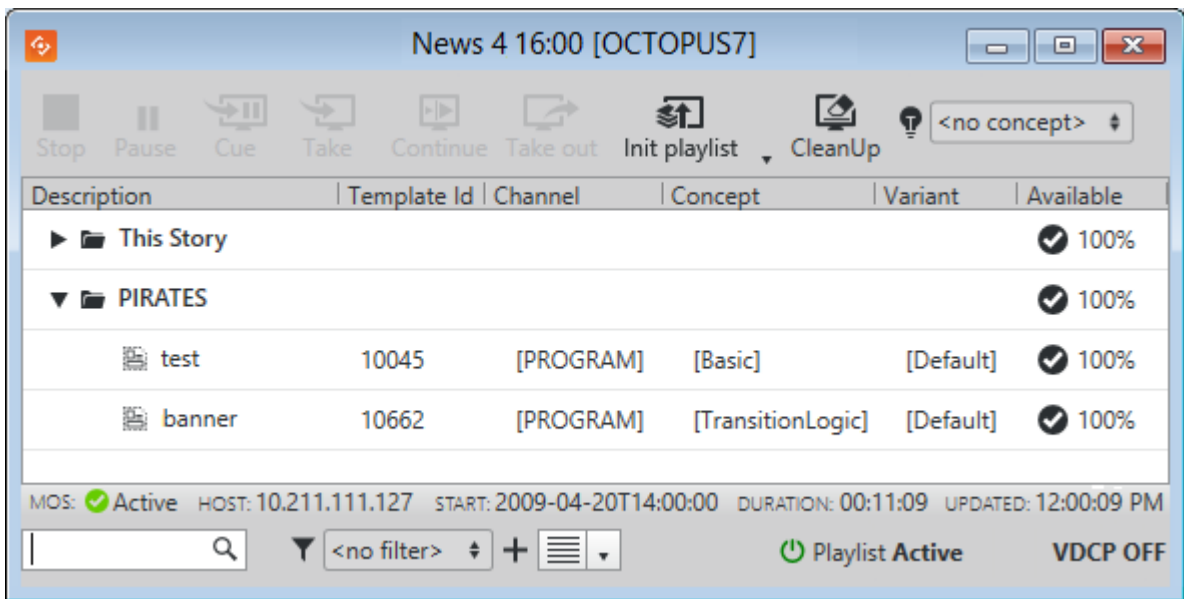 News 4 16:00 [OCTOPUS7]
Stop Pause Cue Take Continue Take out Init playlist CleanUp <no concept>
Description Template Id Channel Concept Variant Available
This Story 100%
PIRATES 100%
test 10045 [PROGRAM] [Basic] [Default] 100%
banner 10662 [PROGRAM] [TransitionLogic] [Default] 100%
MOS: Active HOST: 10.211.111.127 START: 2009-04-20T14:00:00 DURATION: 00:11:09 UPDATED: 12:00:09 PM
<no filter> Playlist Active VDCP OFF